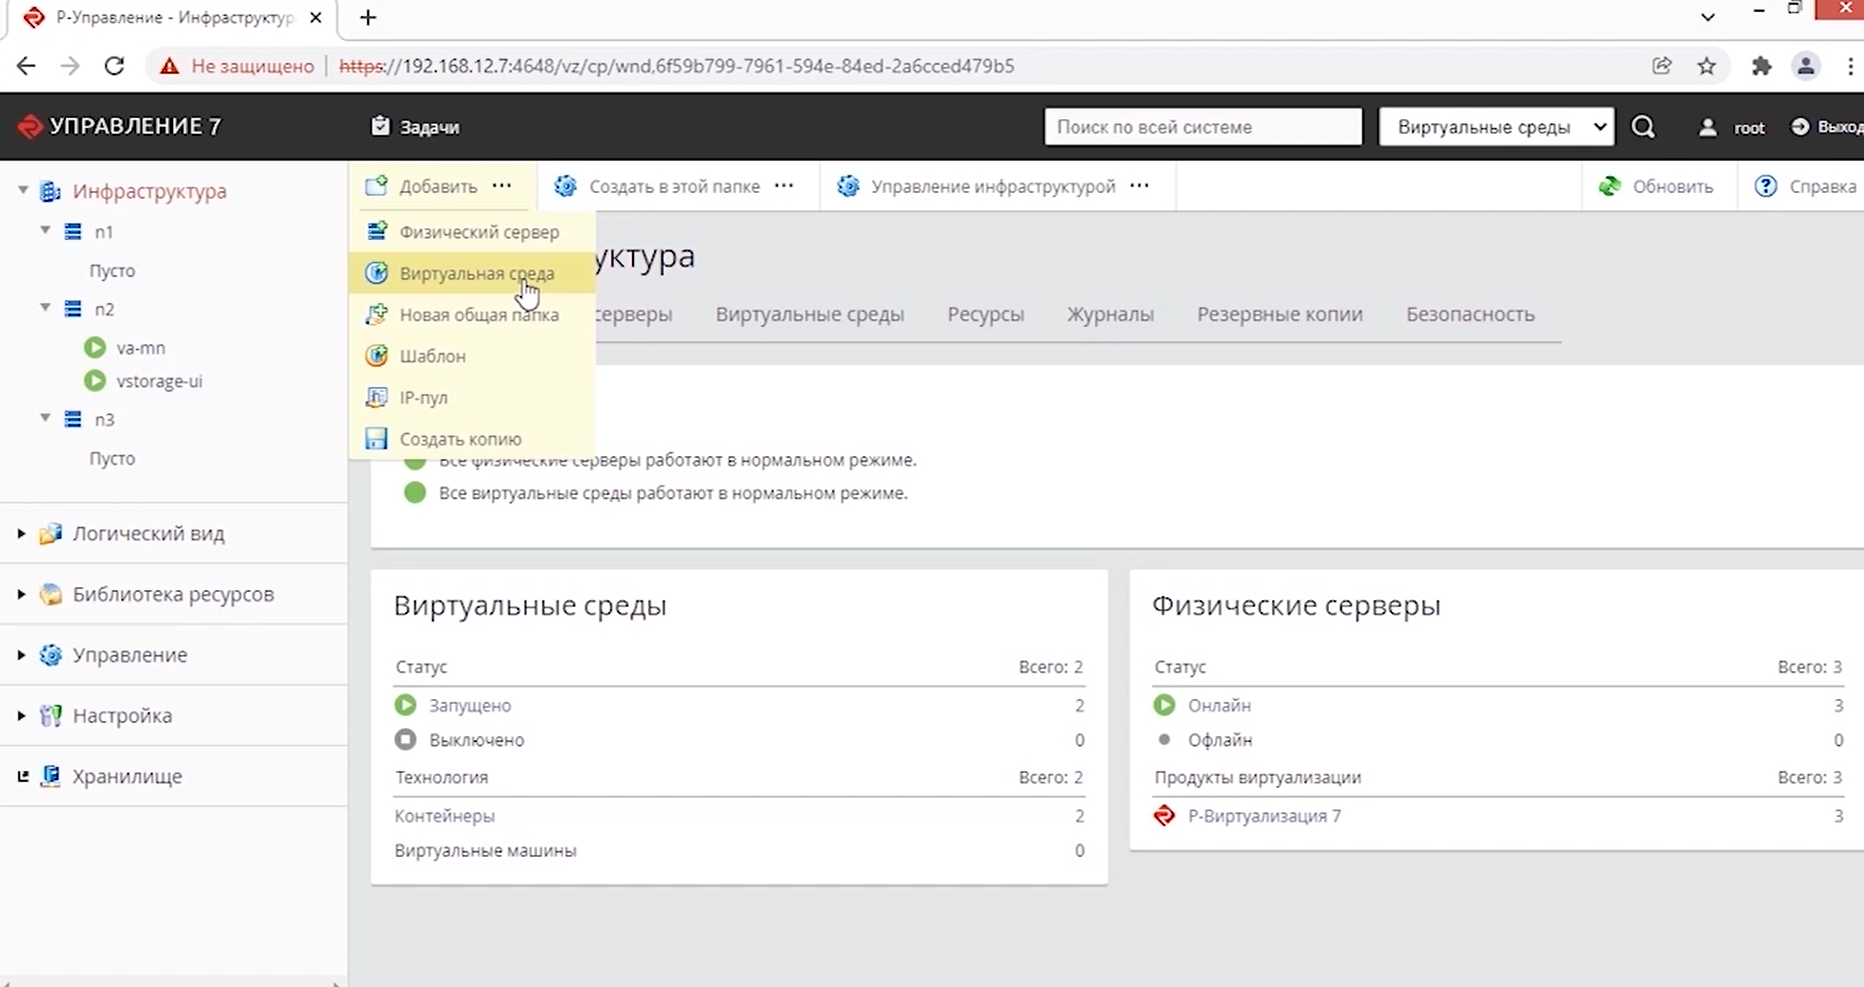 Р-Управление - Инфраструктур
Не защищено
https://192.168.12.7:4648/vz/cp/wnd,6f59b799-7961-594e-84ed-2a6cced479b5
УПРАВЛЕНИЕ 7
Задачи
Поиск по всей системе
Виртуальные среды
root
Выход
Добавить ...
Создать в этой папке ...
Управление инфраструктурой ...
Обновить
Справка
Инфраструктура
n1
Пусто
n2
va-mn
vstorage-ui
n3
Пусто
Логический вид
Библиотека ресурсов
Управление
Настройка
Хранилище
Физический сервер
Виртуальная среда
Новая общая папка
Шаблон
IP-пул
Создать копию
уктура
серверы
Виртуальные среды
Ресурсы
Журналы
Резервные копии
Безопасность
Все физические серверы работают в нормальном режиме.
Все виртуальные среды работают в нормальном режиме.
Виртуальные среды
Статус Всего: 2
Запущено 2
Выключено 0
Технология Всего: 2
Контейнеры 2
Виртуальные машины 0
Физические серверы
Статус Всего: 3
Онлайн 3
Офлайн 0
Продукты виртуализации Всего: 3
Р-Виртуализация 7 3